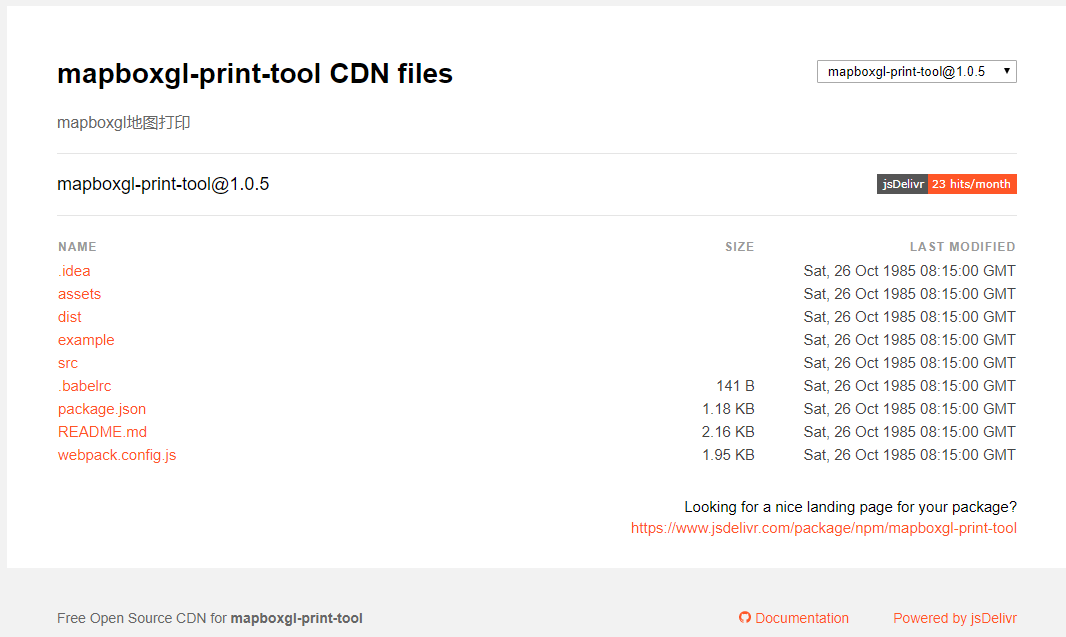 mapboxgl-print-tool CDN files
mapboxgl-print-tool@1.0.5
mapboxgl地图打印
mapboxgl-print-tool@1.0.5
jsDelivr 23 hits/month
NAME SIZE LAST MODIFIED
.idea Sat, 26 Oct 1985 08:15:00 GMT
assets Sat, 26 Oct 1985 08:15:00 GMT
dist Sat, 26 Oct 1985 08:15:00 GMT
example Sat, 26 Oct 1985 08:15:00 GMT
src Sat, 26 Oct 1985 08:15:00 GMT
.babelrc 141 B Sat, 26 Oct 1985 08:15:00 GMT
package.json 1.18 KB Sat, 26 Oct 1985 08:15:00 GMT
README.md 2.16 KB Sat, 26 Oct 1985 08:15:00 GMT
webpack.config.js 1.95 KB Sat, 26 Oct 1985 08:15:00 GMT
Looking for a nice landing page for your package?
https://www.jsdelivr.com/package/npm/mapboxgl-print-tool
Free Open Source CDN for mapboxgl-print-tool Documentation Powered by jsDelivr